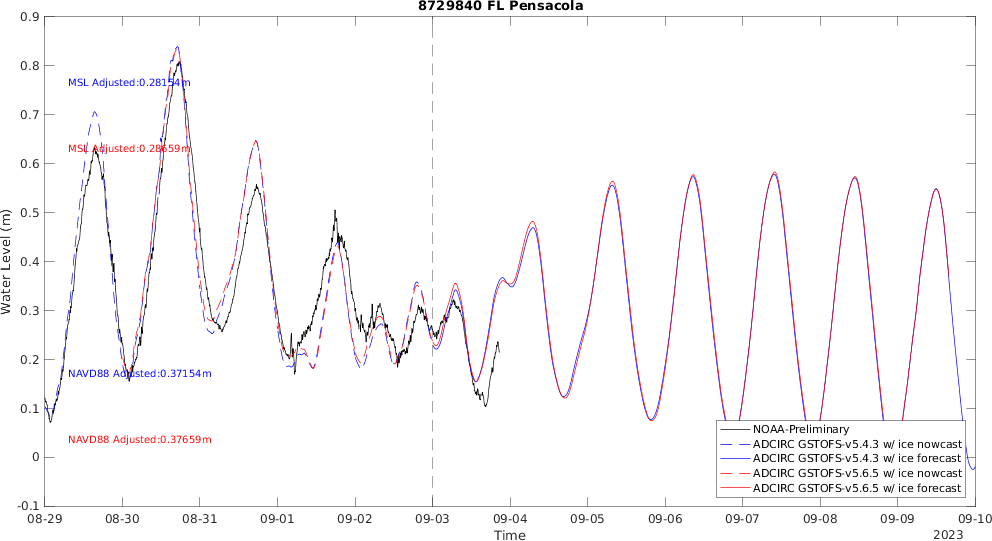 8729840 FL Pensacola
0.9
0.8
0.7
0.6
0.5
0.4
0.3
0.2
0.1
0
-0.1
Water Level (m)
MSL Adjusted:0.28154m
MSL Adjusted:0.28659m
NAVD88 Adjusted:0.37154m
NAVD88 Adjusted:0.37659m
NOAA-Preliminary
ADCIRC GSTOFS-v5.4.3 w/ ice nowcast
ADCIRC GSTOFS-v5.4.3 w/ ice forecast
ADCIRC GSTOFS-v5.6.5 w/ ice nowcast
ADCIRC GSTOFS-v5.6.5 w/ ice forecast
08-29 08-30 08-31 09-01 09-02 09-03 09-04 09-05 09-06 09-07 09-08 09-09 09-10
Time
2023